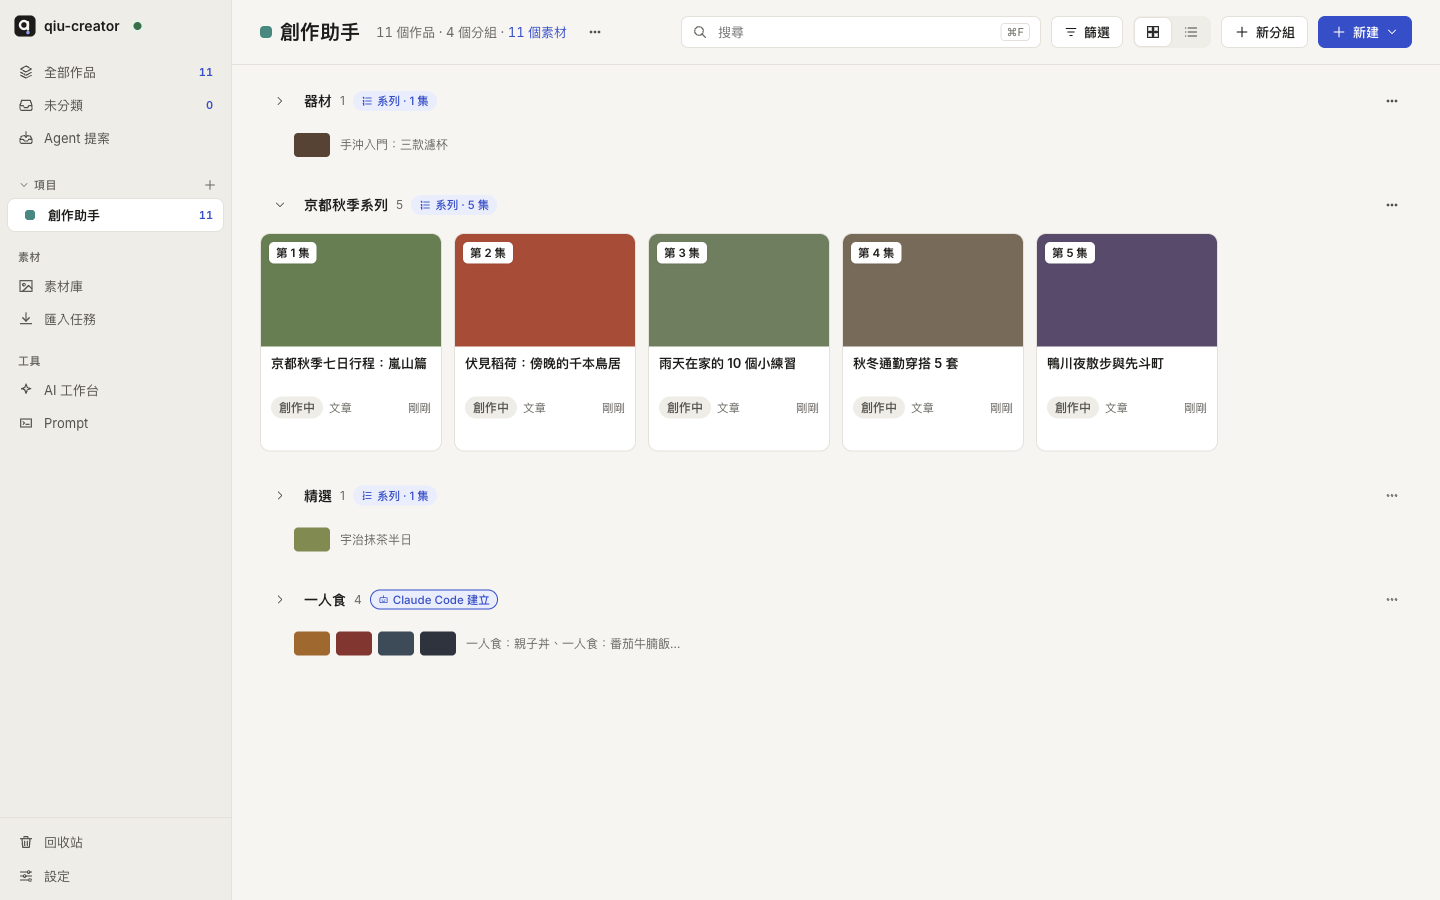 qiu-creator
全部作品 11
未分類 0
Agent 提案
項目
創作助手 11
素材
素材庫
匯入任務
工具
AI 工作台
Prompt
回收站
設定
創作助手 11 個作品 · 4 個分組 · 11 個素材
搜尋 ⌘F
篩選
新分組
新建
器材 1 系列 · 1 集
手沖入門：三款濾杯
京都秋季系列 5 系列 · 5 集
第 1 集
京都秋季七日行程：嵐山篇
創作中 文章 剛剛
第 2 集
伏見稻荷：傍晚的千本鳥居
創作中 文章 剛剛
第 3 集
雨天在家的 10 個小練習
創作中 文章 剛剛
第 4 集
秋冬通勤穿搭 5 套
創作中 文章 剛剛
第 5 集
鴨川夜散步與先斗町
創作中 文章 剛剛
精選 1 系列 · 1 集
宇治抹茶半日
一人食 4 Claude Code 建立
一人食：親子丼、一人食：番茄牛腩飯...